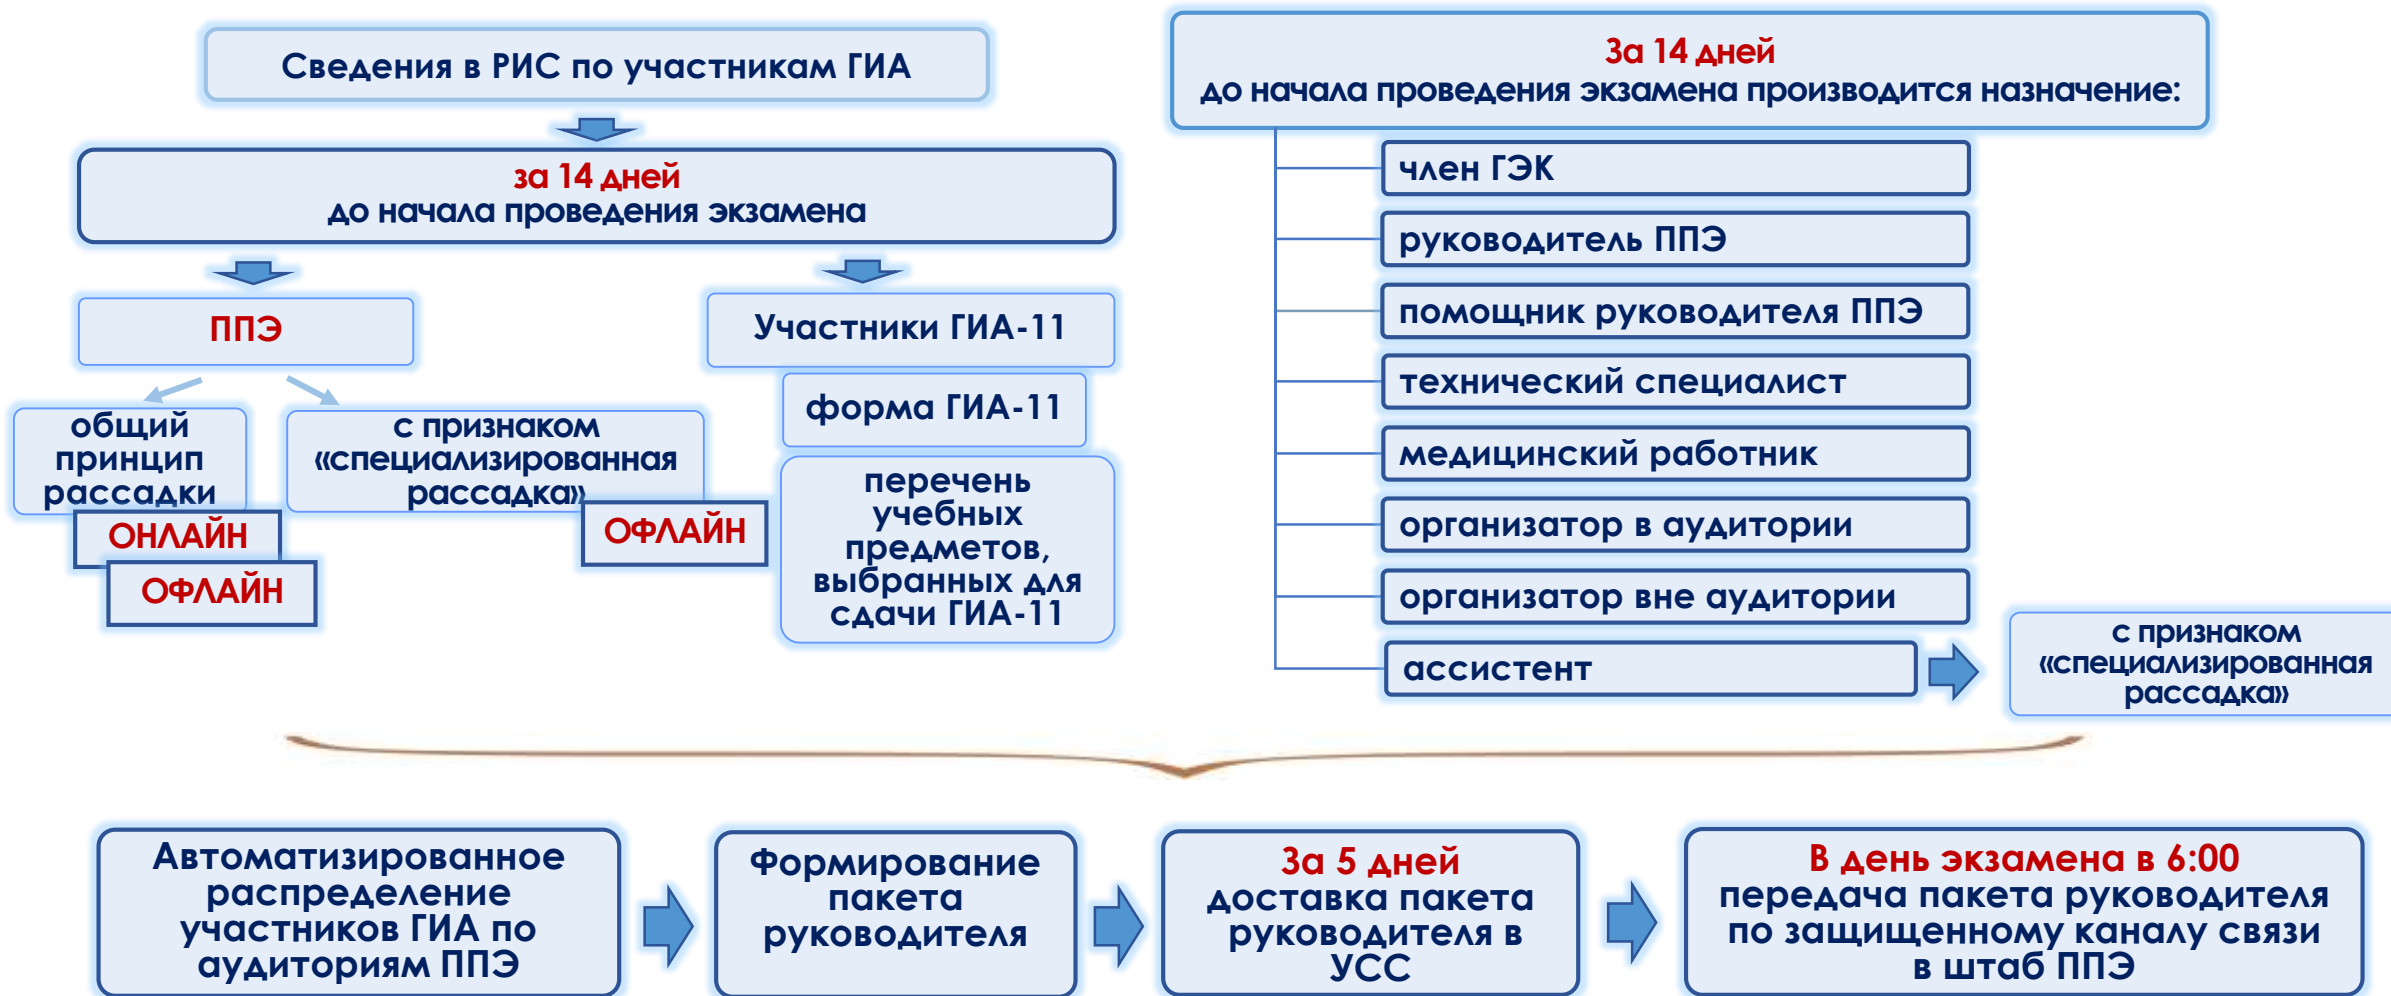 Сведения в РИС по участникам ГИА
за 14 дней
до начала проведения экзамена
ППЭ
общий
принцип
рассадки
ОНЛАЙН
ОФЛАЙН
с признаком
«специализированная
рассадка»
ОФЛАЙН
Участники ГИА-11
форма ГИА-11
перечень
учебных
предметов,
выбранных для
сдачи ГИА-11
За 14 дней
до начала проведения экзамена производится назначение:
член ГЭК
руководитель ППЭ
помощник руководителя ППЭ
технический специалист
медицинский работник
организатор в аудитории
организатор вне аудитории
ассистент
с признаком
«специализированная
рассадка»
Автоматизированное
распределение
участников ГИА по
аудиториям ППЭ
Формирование
пакета
руководителя
За 5 дней
доставка пакета
руководителя в
УСС
В день экзамена в 6:00
передача пакета руководителя
по защищенному каналу связи
в штаб ППЭ